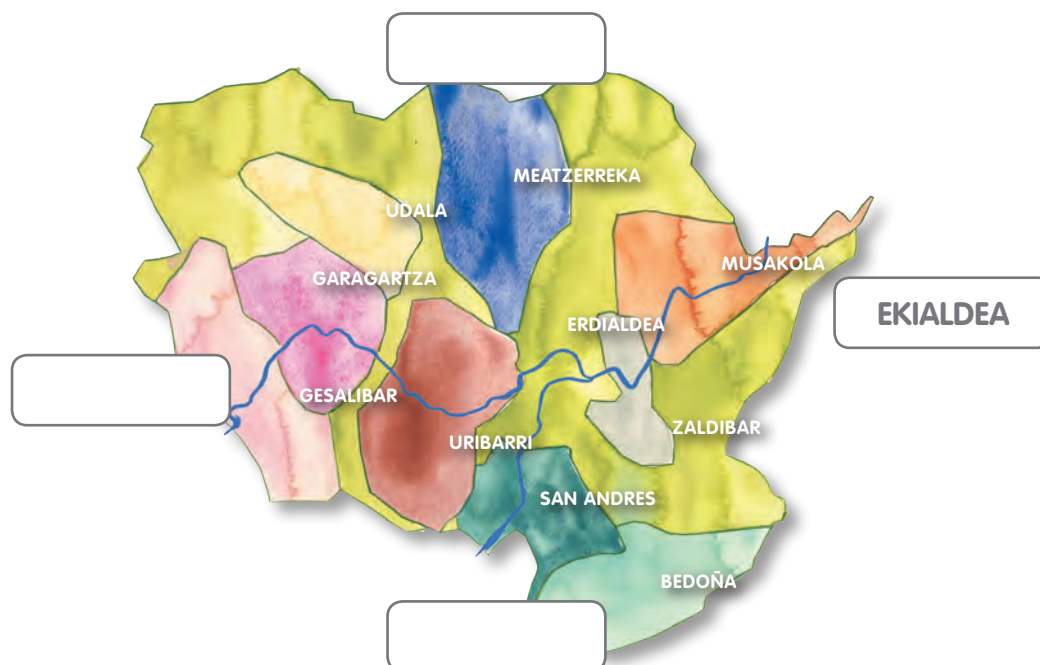 MEATZERREKA
UDALA
MUSAKOLA
GARAGARTZA
EKIALDEA
ERDIALDEA
GESALIBAR
ZALDIBAR
URIBARRI
SAN ANDRES
BEDOÑA